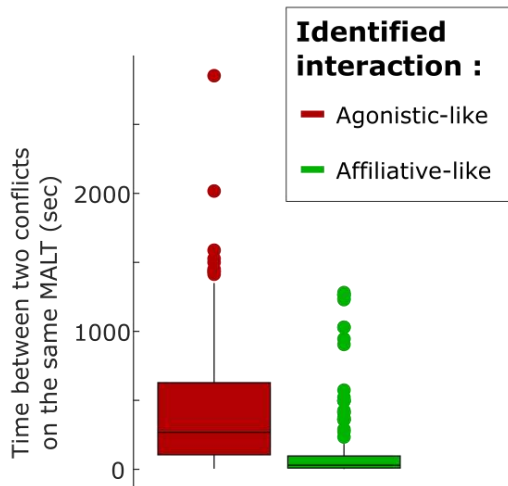 Identified
interaction :
Agonistic-like
Affiliative-like
Time between two conflicts
on the same MALT (sec)
2000
1000
0